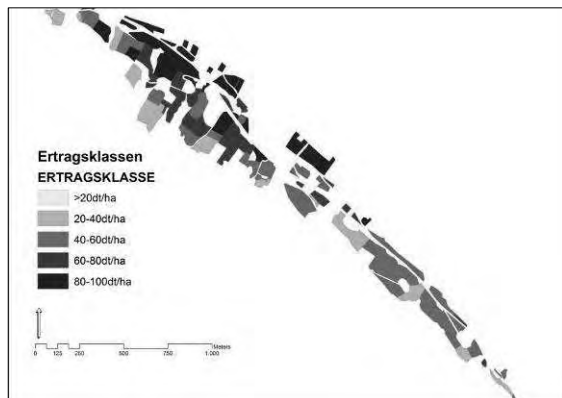 Ertragsklassen
ERTRAGSKLASSE
>20dt/ha
20-40dt/ha
40-60dt/ha
60-80dt/ha
80-100dt/ha
Meters
0 125 250 500 750 1.000